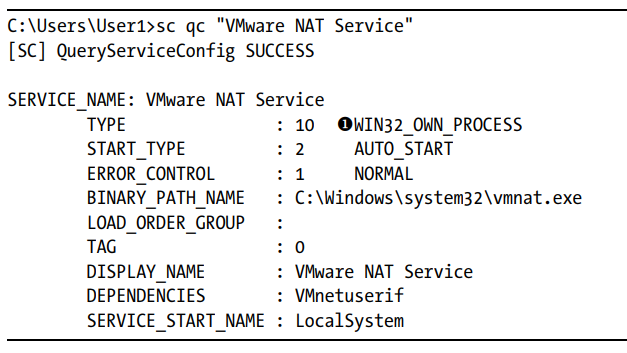 C:\Users\User1>sc qc "VMware NAT Service"
[SC] QueryServiceConfig SUCCESS
SERVICE_NAME: VMware NAT Service
TYPE : 10 ❶WIN32_OWN_PROCESS
START_TYPE : 2 AUTO_START
ERROR_CONTROL : 1 NORMAL
BINARY_PATH_NAME : C:\Windows\system32\vmnat.exe
LOAD_ORDER_GROUP :
TAG : 0
DISPLAY_NAME : VMware NAT Service
DEPENDENCIES : VMnetuserif
SERVICE_START_NAME : LocalSystem